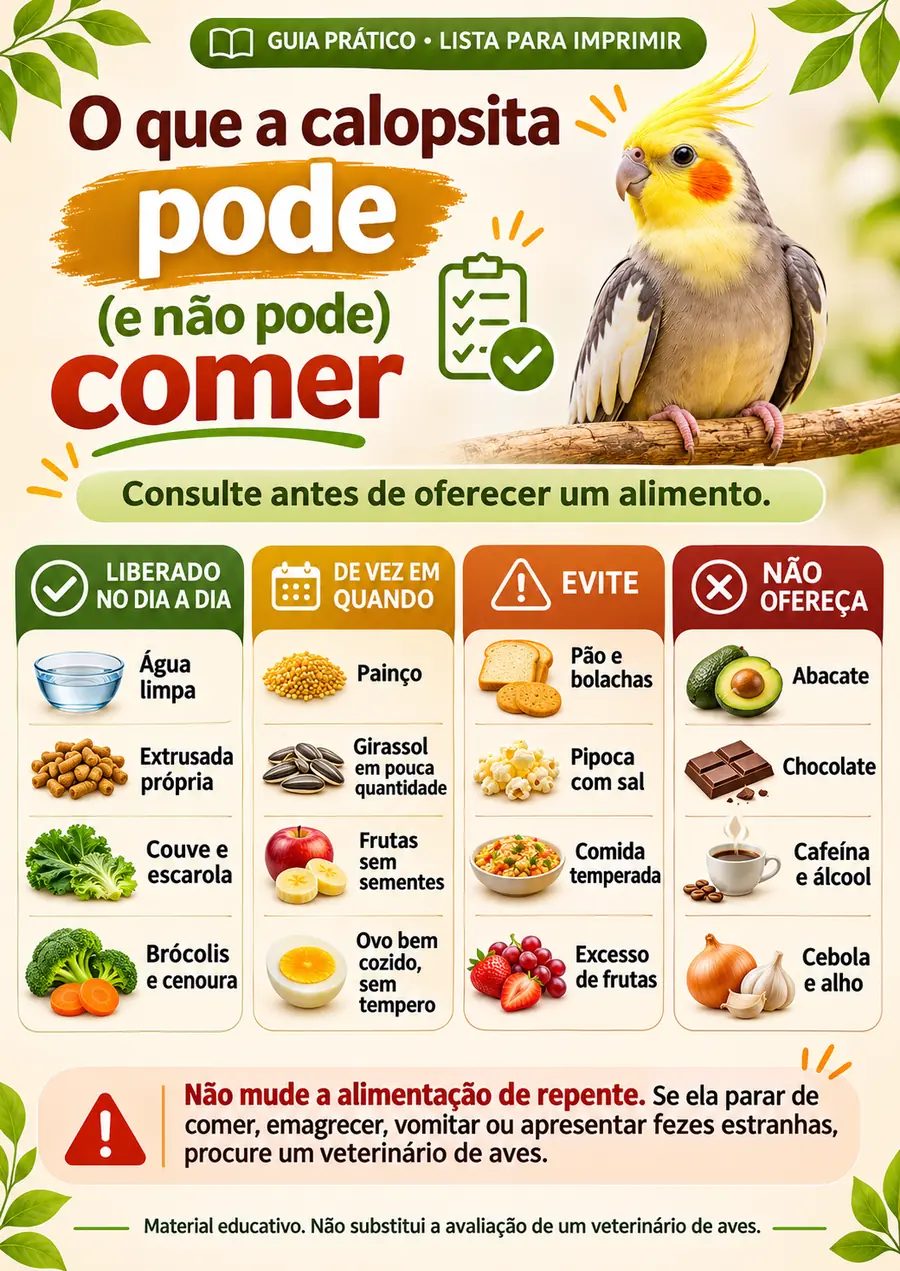 GUIA PRÁTICO • LISTA PARA IMPRIMIR
O que a calopsita
pode
(e não pode)
comer
Consulte antes de oferecer um alimento.
LIBERADO
NO DIA A DIA
Água
limpa
Extrusada
própria
Couve e
escarola
Brócolis
e cenoura
DE VEZ EM
QUANDO
Painço
Girassol
em pouca
quantidade
Frutas
sem
sementes
Ovo bem
cozido,
sem
tempero
EVITE
Pão e
bolachas
Pipoca
com sal
Comida
temperada
Excesso
de frutas
NÃO
OFEREÇA
Abacate
Chocolate
Cafeína
e álcool
Cebola
e alho
Não mude a alimentação de repente. Se ela parar de
comer, emagrecer, vomitar ou apresentar fezes estranhas,
procure um veterinário de aves.
Material educativo. Não substitui a avaliação de um veterinário de aves.